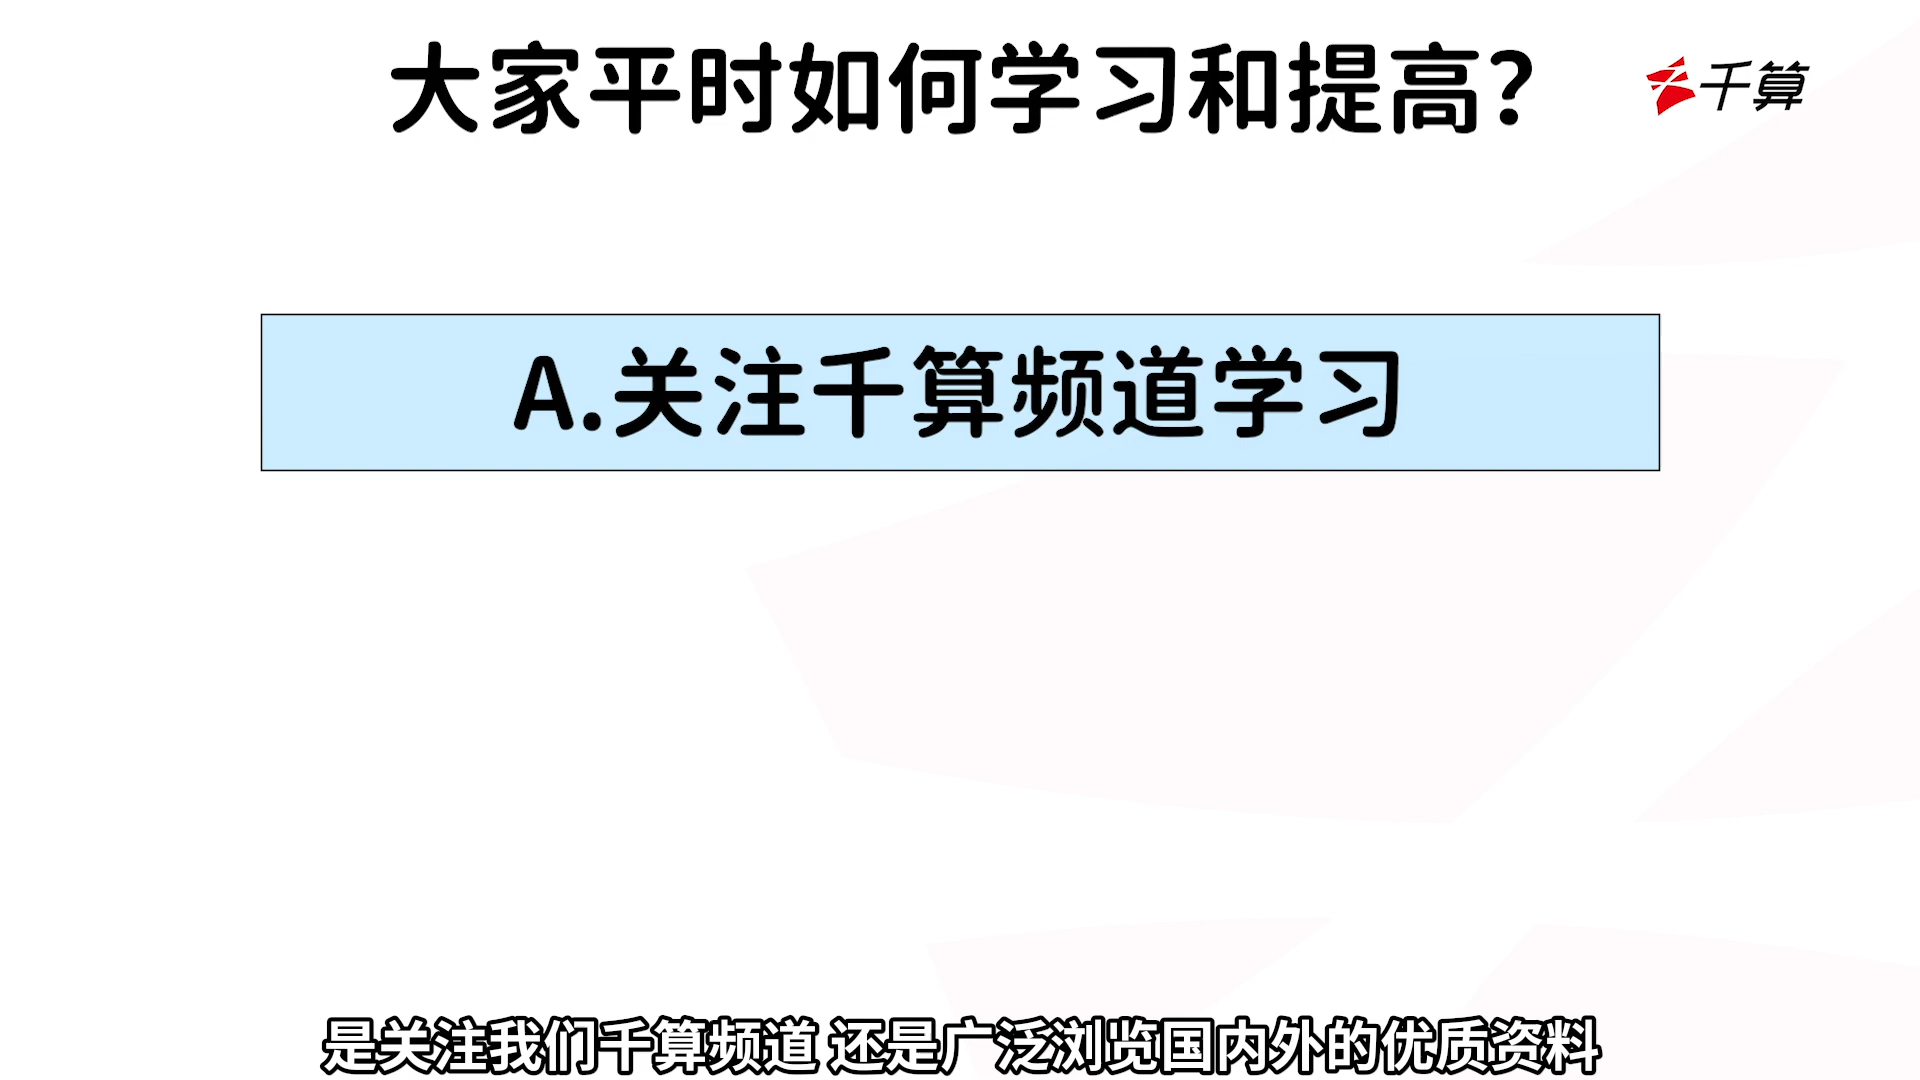 大家平时如何学习和提高？
千算
A.关注千算频道学习
是关注我们千算频道 还是广泛浏览国内外的优质资料